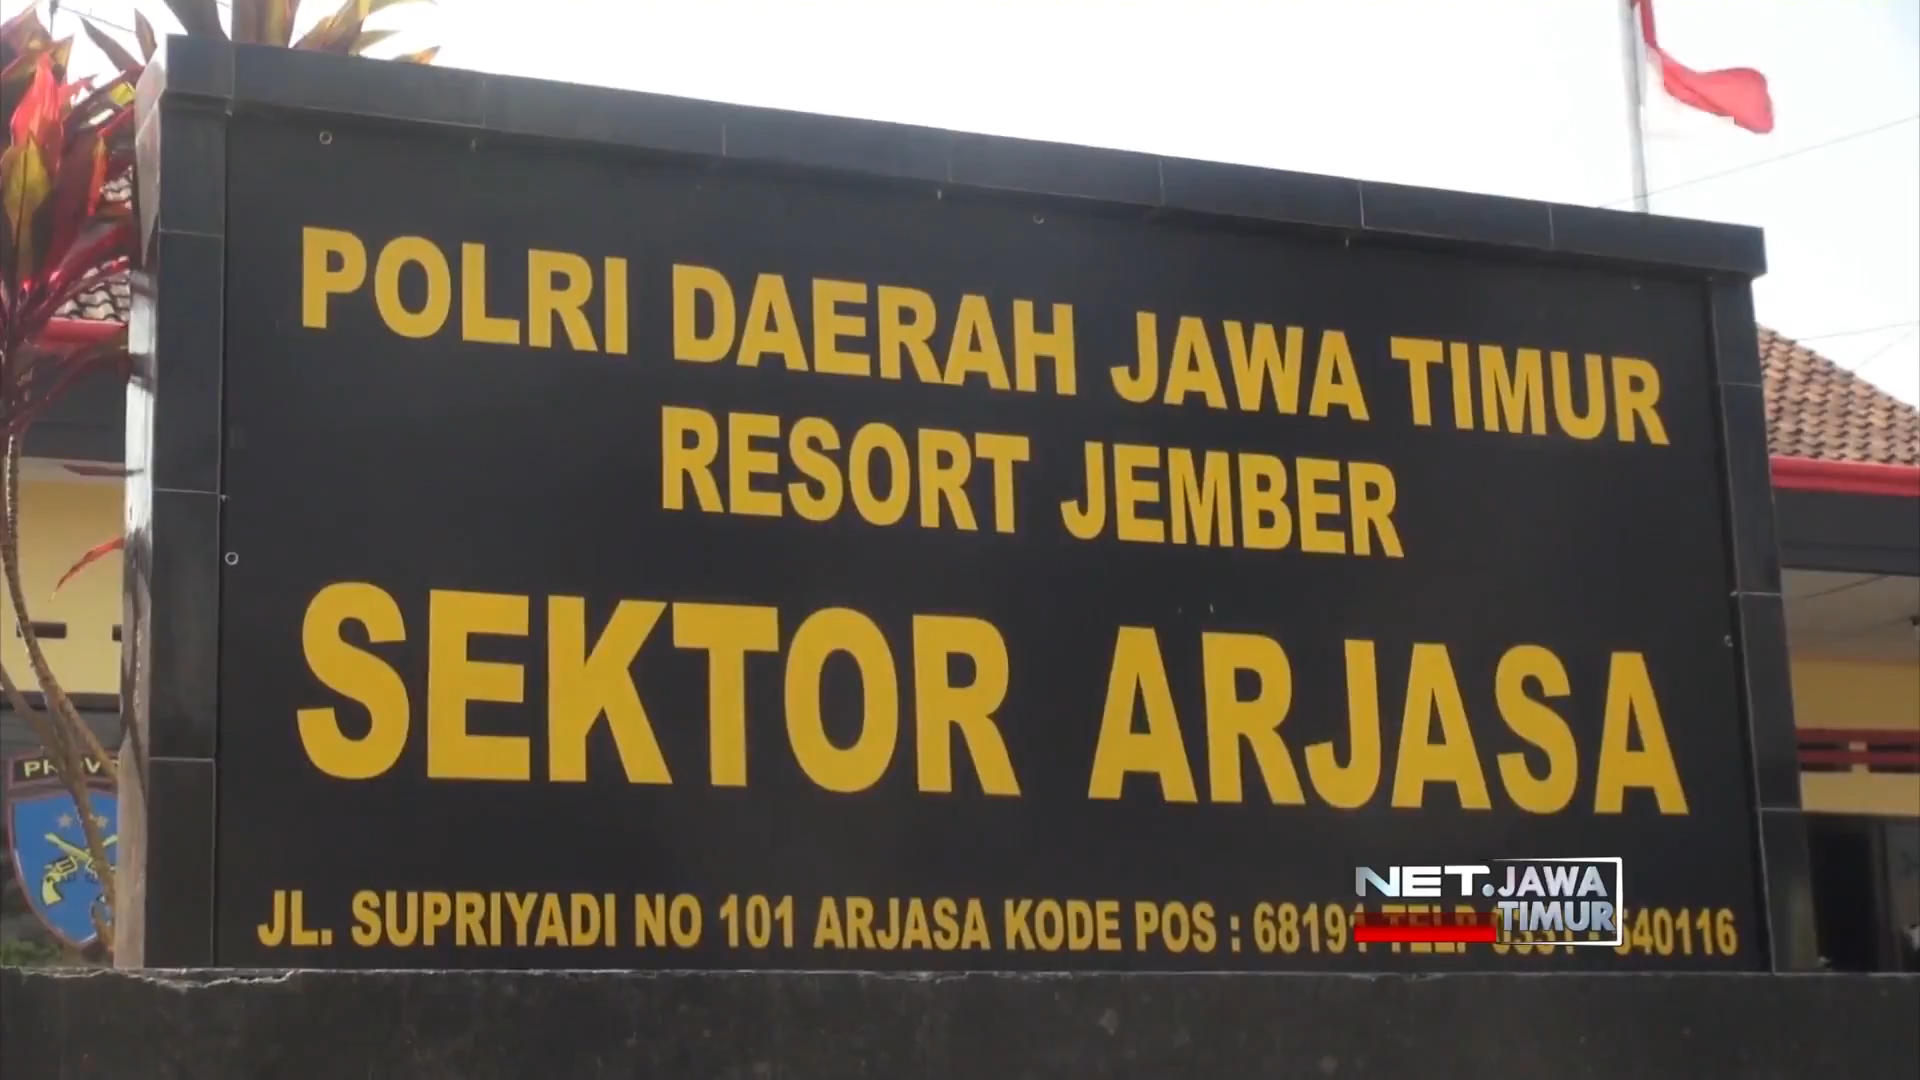 POLRI DAERAH JAWA TIMUR
RESORT JEMBER
SEKTOR ARJASA
JL. SUPRIYADI NO 101 ARJASA KODE POS : 68191 TELP 540116
NET. JAWA
TIMUR